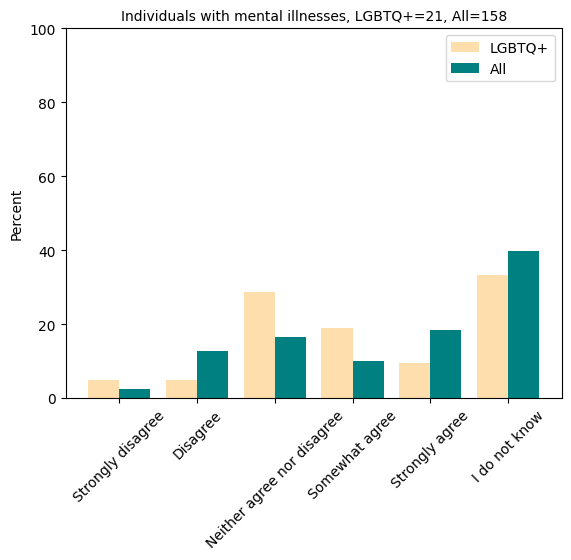 Individuals with mental illnesses, LGBTQ+=21, All=158
LGBTQ+
All
Percent
100
80
60
40
20
0
Strongly disagree
Disagree
Neither agree nor disagree
Somewhat agree
Strongly agree
I do not know